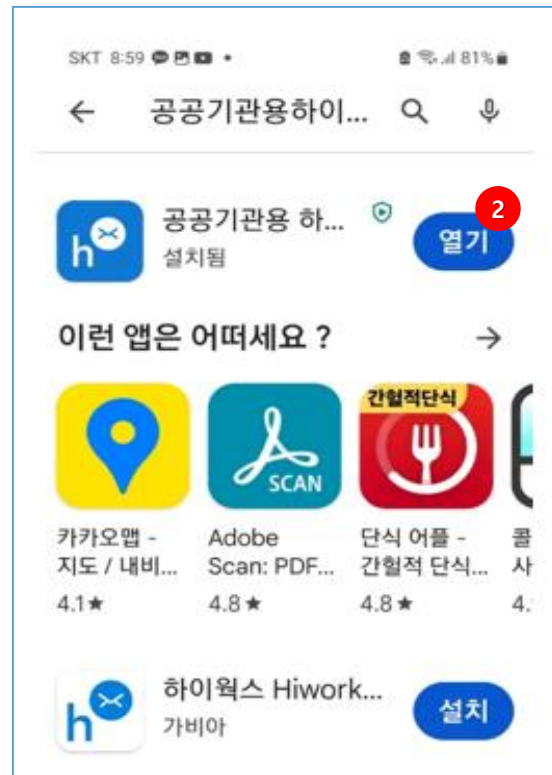 SKT 8:59
81%
공공기관용하이...
공공기관용 하...
설치됨
2
열기
이런 앱은 어떠세요 ?
간헐적단식
SCAN
카카오맵 -
지도 / 내비...
4.1★
Adobe
Scan: PDF...
4.8★
단식 어플 -
간헐적 단식...
4.8★
콜
사
4.
h
하이웍스 Hiwork...
가비아
설치